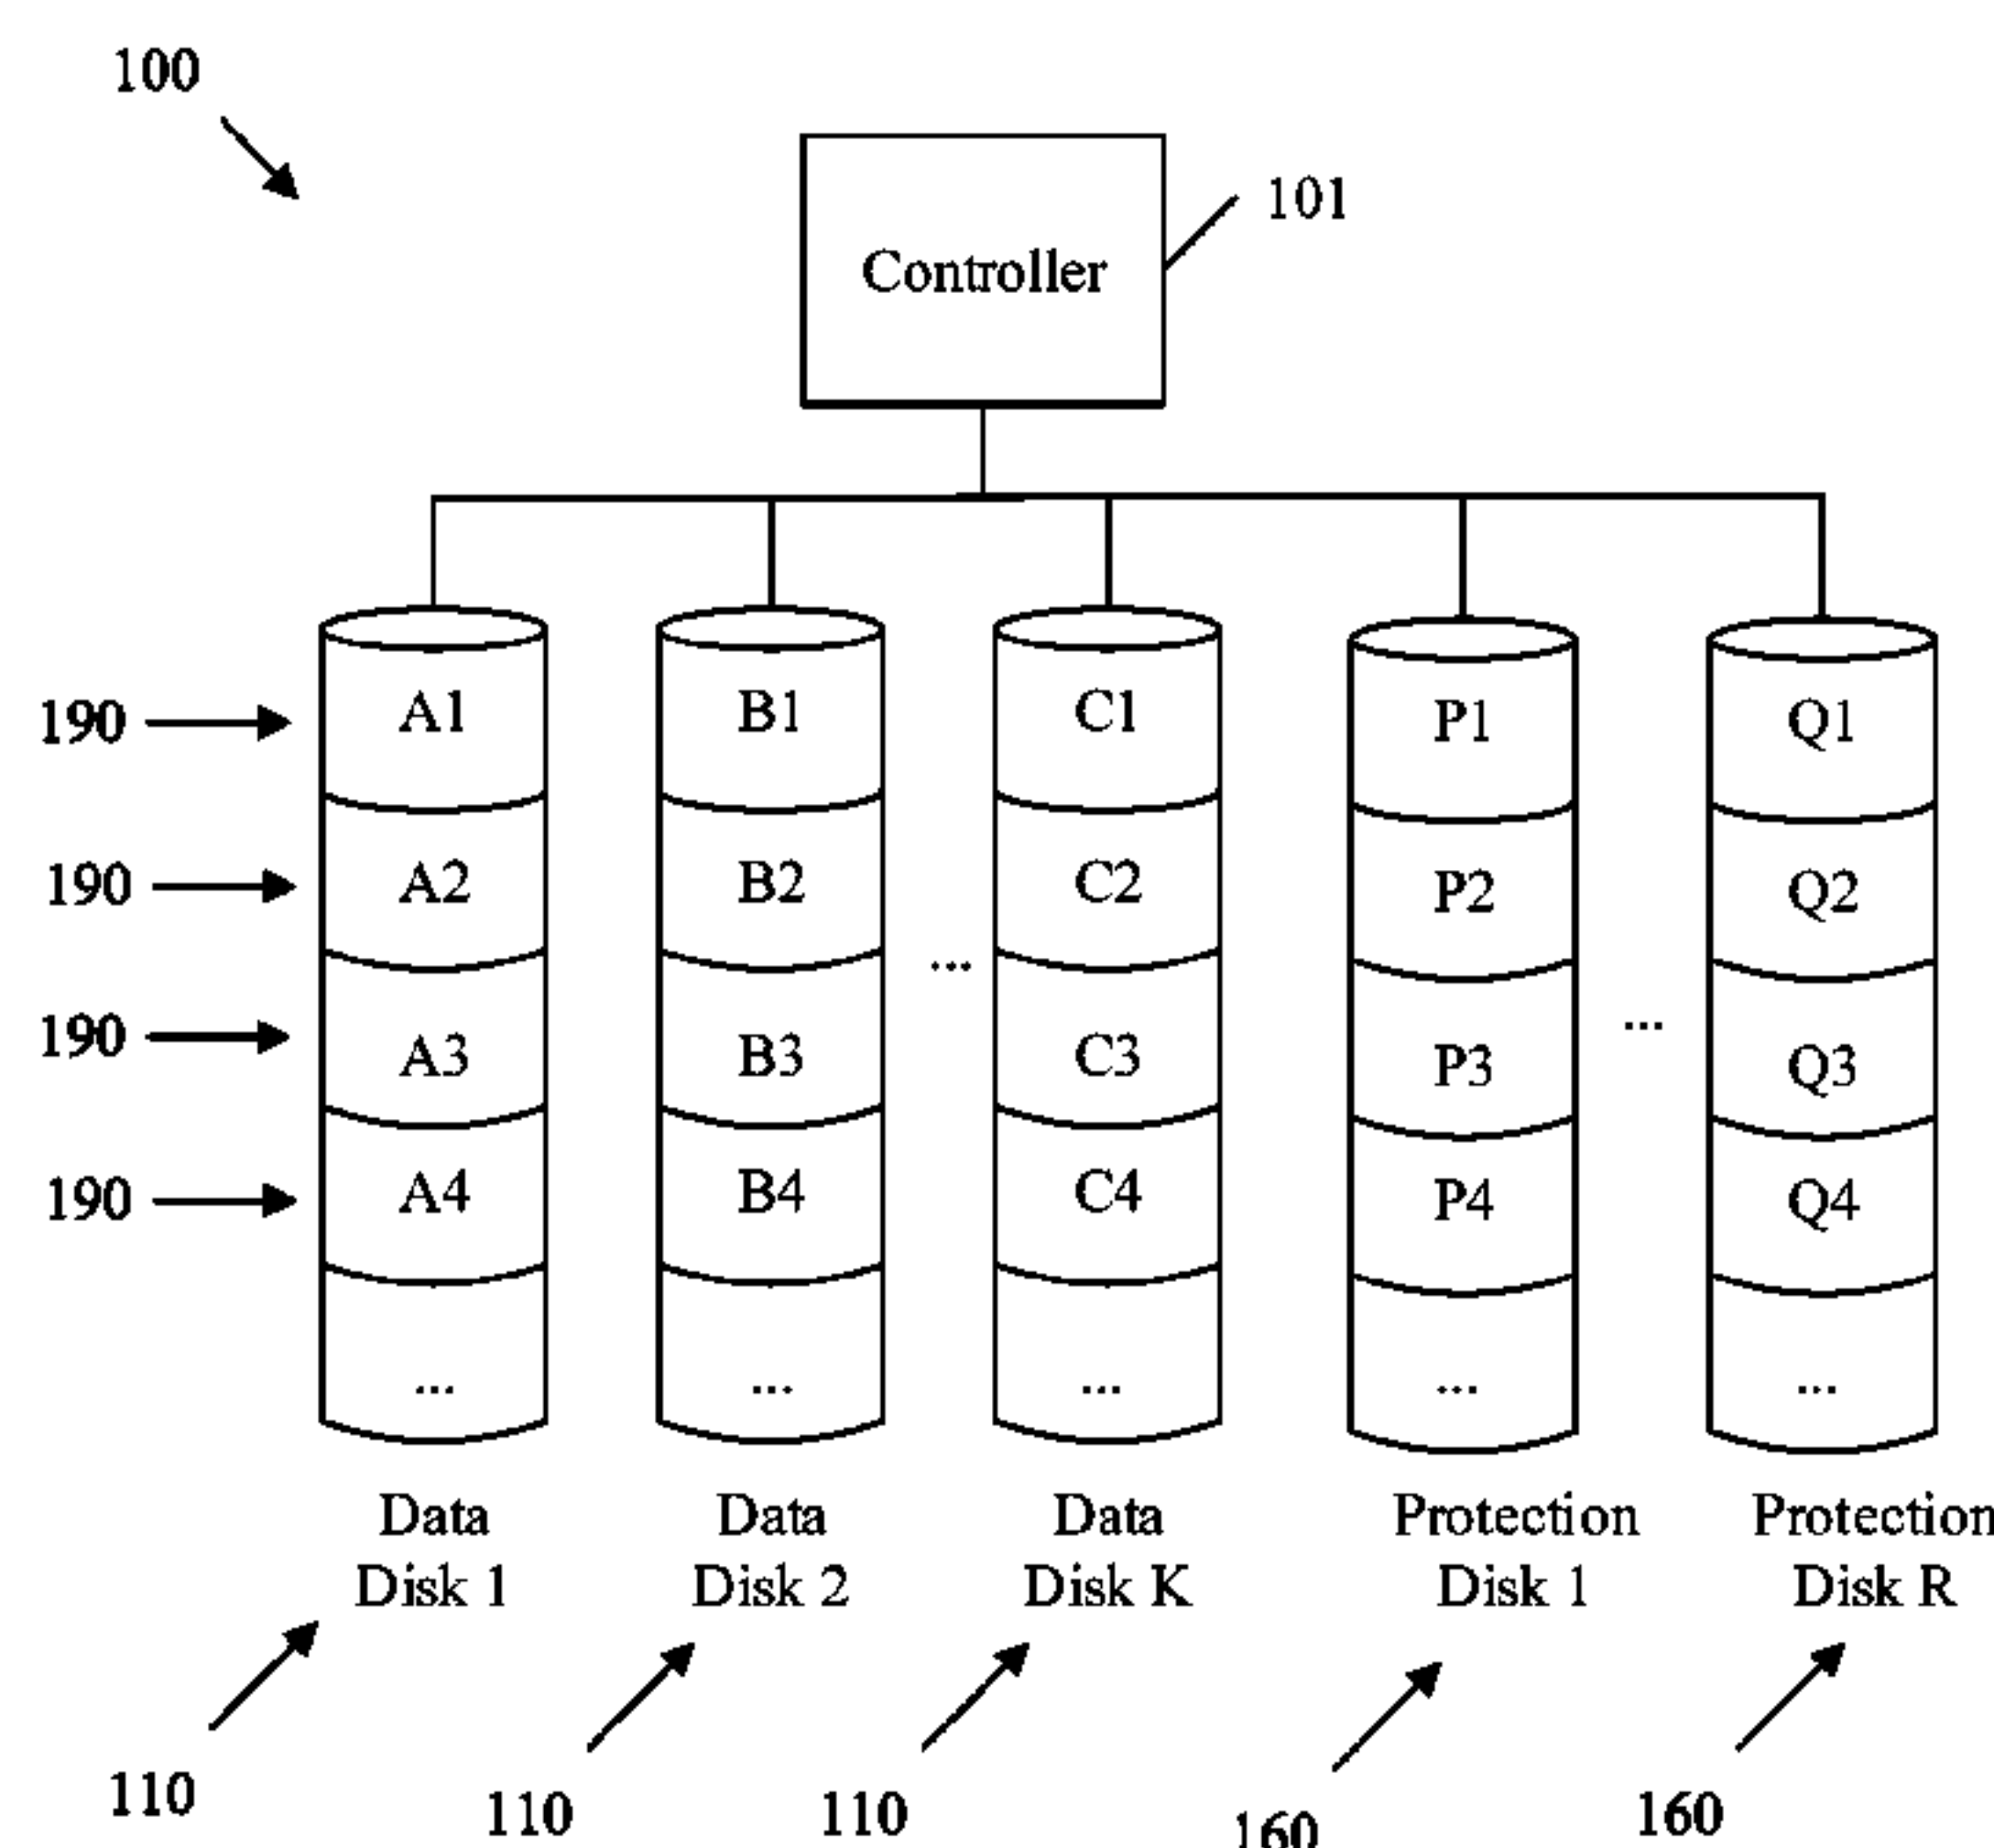 100
101
Controller
190 A1 B1 C1 P1 Q1
190 A2 B2 C2 P2 Q2
...
190 A3 B3 C3 P3 Q3
...
190 A4 B4 C4 P4 Q4
... ... ... ... ...
Data Data Data Protection Protection
Disk 1 Disk 2 Disk K Disk 1 Disk R
110 110 110 160 160